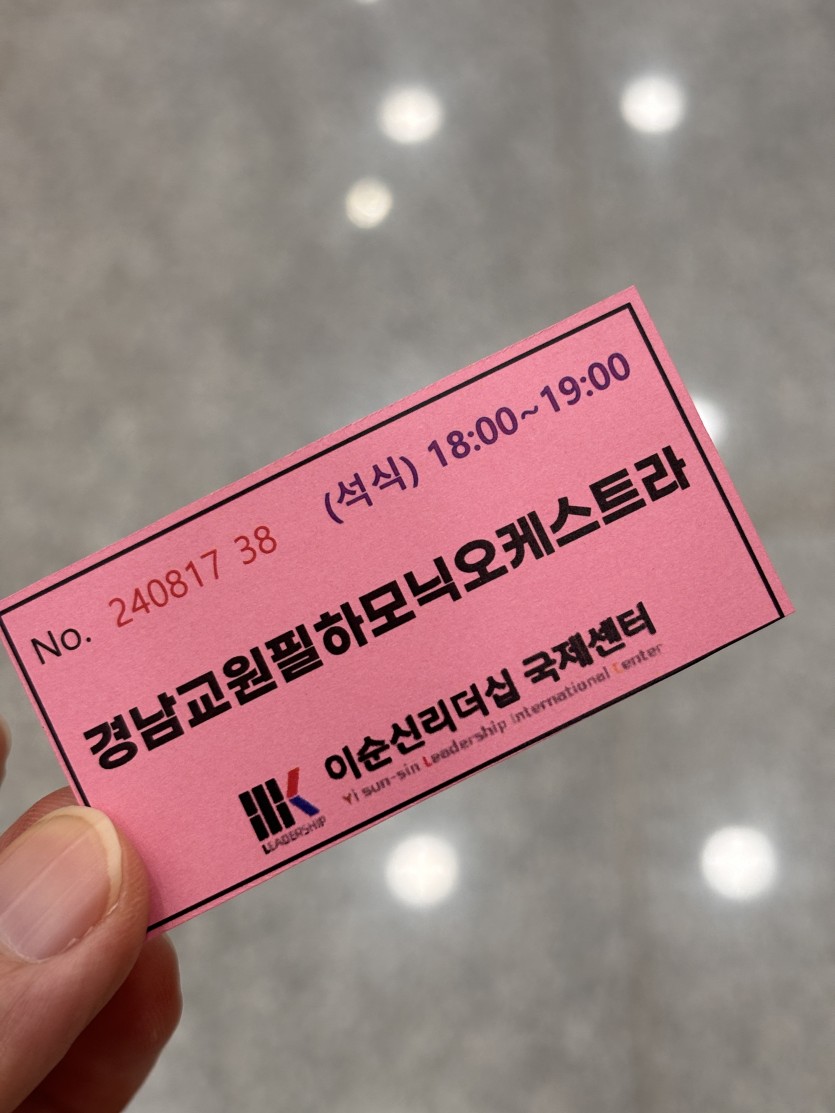 No. 240817 38 (석식) 18:00~19:00
경남교원필하모닉오케스트라
LEADERSHIP
이순신리더십 국제센터
Yi sun-sin Leadership International Center